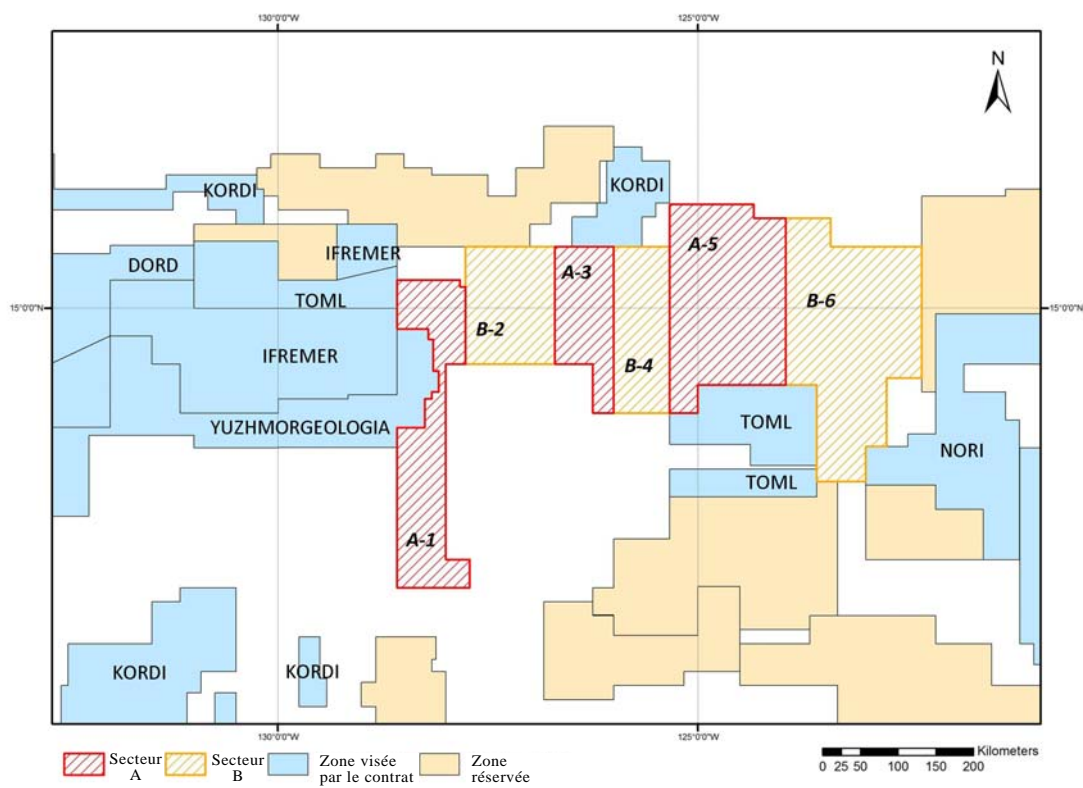 130°0'0"W 125°0'0"W
N
KORDI KORDI
IFREMER A-5
DORD A-3
TOML B-6
15°0'0"N 15°0'0"N
B-2
IFREMER B-4
YUZHMORGEOLOGIA TOML NORI
TOML
A-1
KORDI KORDI
130°0'0"W 125°0'0"W
Secteur A
Secteur B
Zone visée par le contrat
Zone réservée
Kilometers
0 25 50 100 150 200